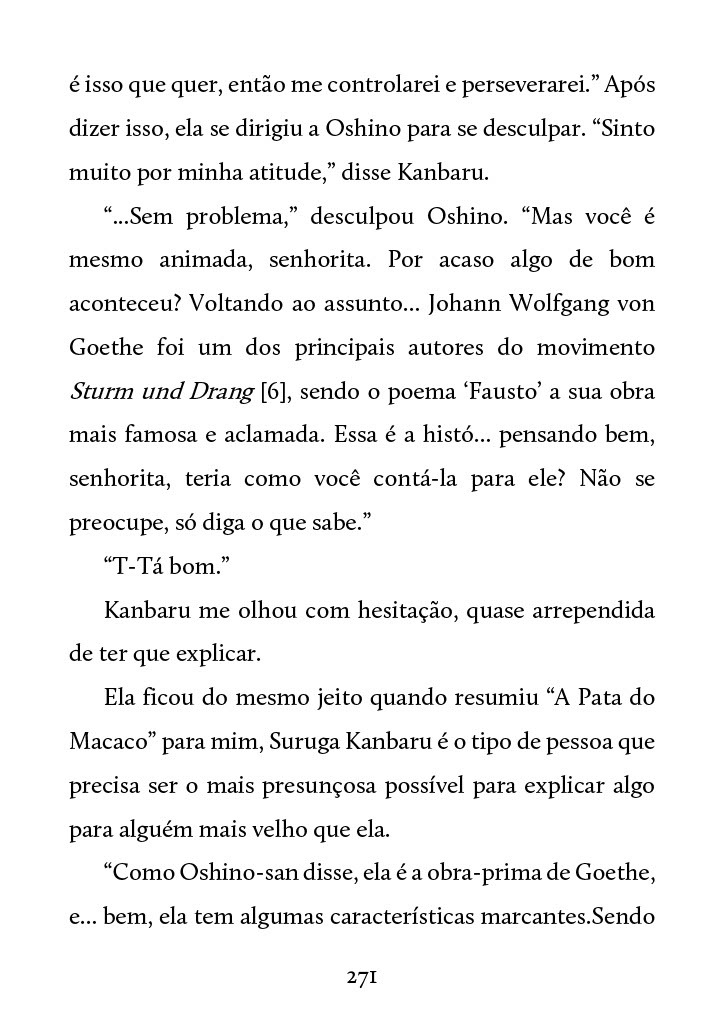 é isso que quer, então me controlarei e perseverarei.” Após
dizer isso, ela se dirigiu a Oshino para se desculpar. “Sinto
muito por minha atitude,” disse Kanbaru.
“...Sem problema,” desculpou Oshino. “Mas você é
mesmo animada, senhorita. Por acaso algo de bom
aconteceu? Voltando ao assunto... Johann Wolfgang von
Goethe foi um dos principais autores do movimento
Sturm und Drang [6], sendo o poema ‘Fausto’ a sua obra
mais famosa e aclamada. Essa é a histó... pensando bem,
senhorita, teria como você contá-la para ele? Não se
preocupe, só diga o que sabe.”
“T-Tá bom.”
Kanbaru me olhou com hesitação, quase arrependida
de ter que explicar.
Ela ficou do mesmo jeito quando resumiu “A Pata do
Macaco” para mim, Suruga Kanbaru é o tipo de pessoa que
precisa ser o mais presunçosa possível para explicar algo
para alguém mais velho que ela.
“Como Oshino-san disse, ela é a obra-prima de Goethe,
e... bem, ela tem algumas características marcantes.Sendo
271